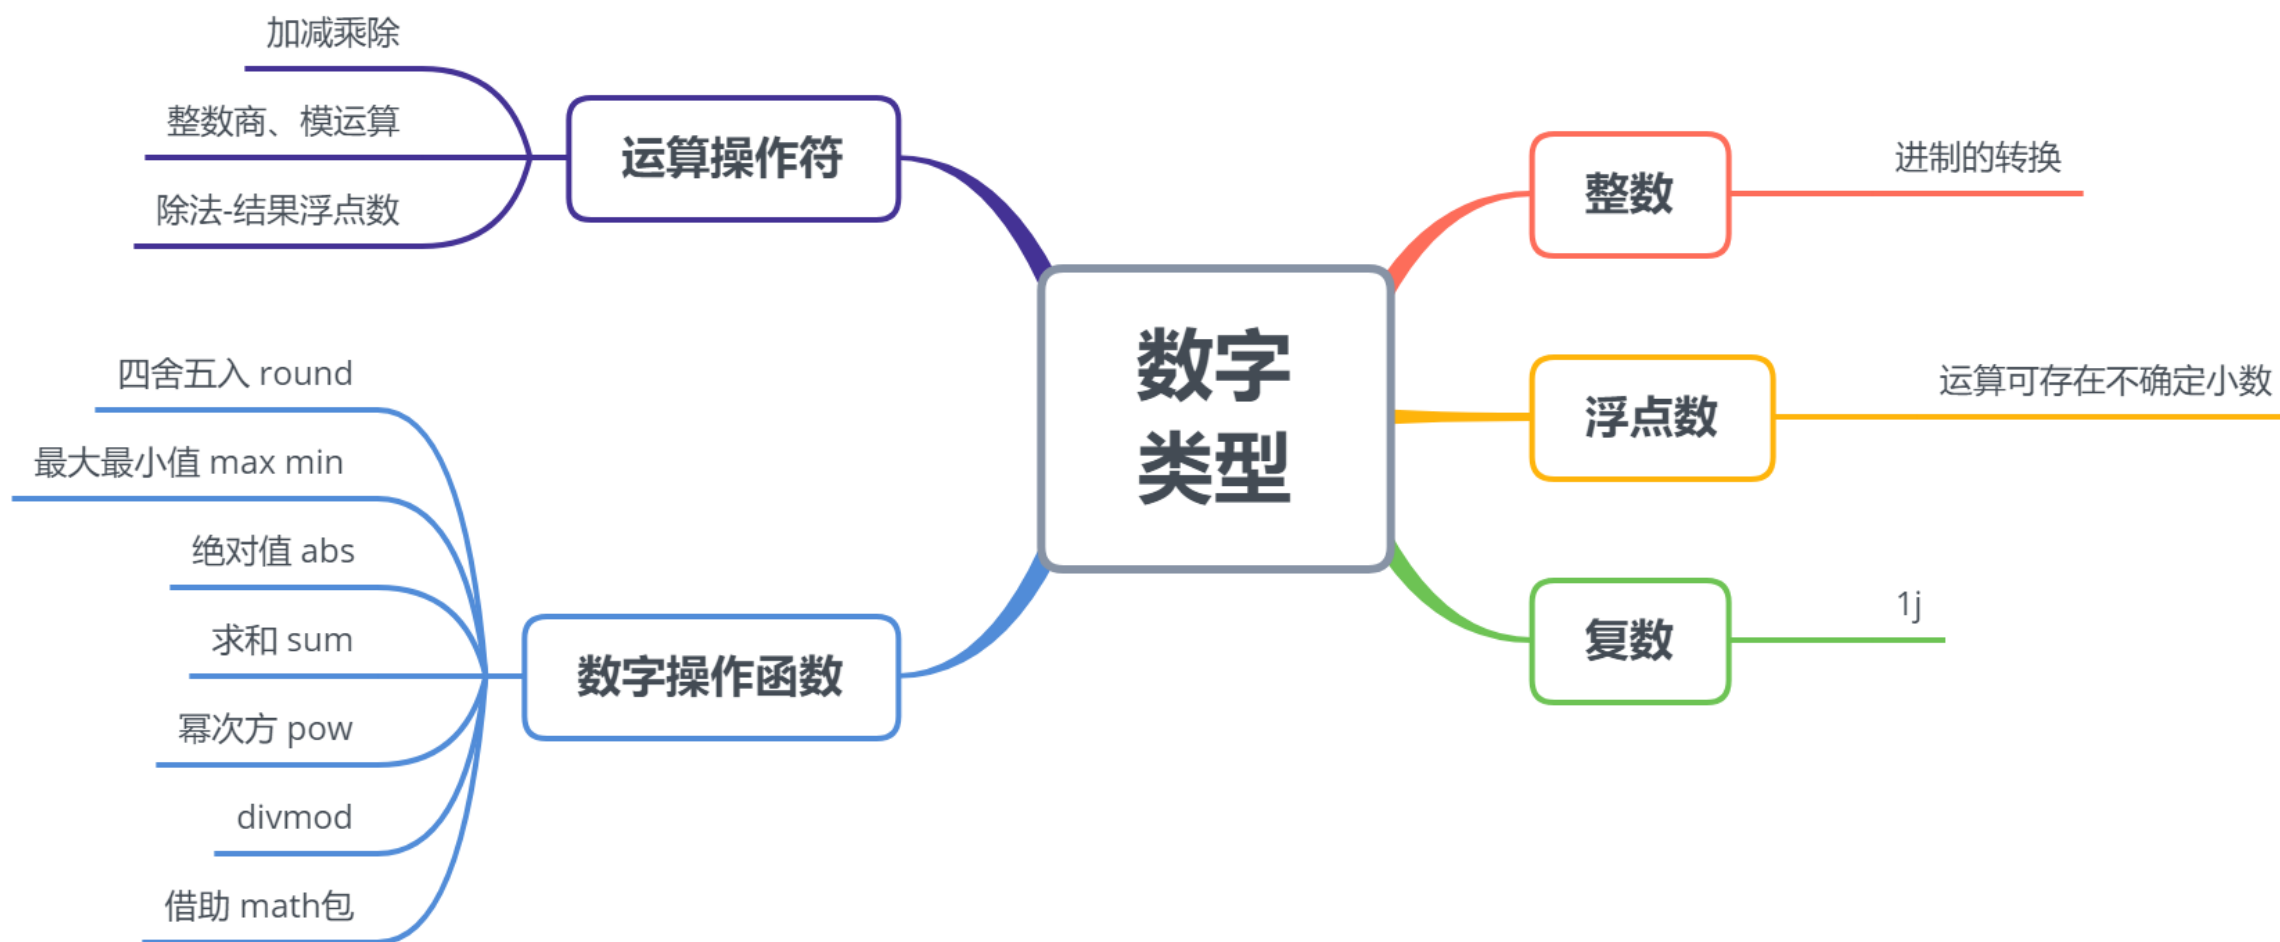 加减乘除
整数商、模运算
除法-结果浮点数
运算操作符
四舍五入 round
最大最小值 max min
绝对值 abs
求和 sum
幂次方 pow
divmod
借助 math包
数字操作函数
数字
类型
整数
进制的转换
浮点数
运算可存在不确定小数
复数
1j